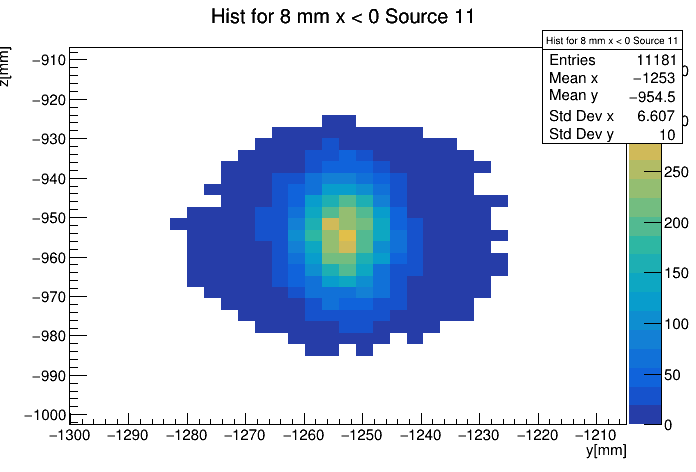 Hist for 8 mm x < 0 Source 11
z[mm]
Hist for 8 mm x < 0 Source 11
Entries 11181
Mean x −1253
Mean y −954.5
Std Dev x 6.607
Std Dev y 10
−910
−920
−930
−940
−950
−960
−970
−980
−990
−1000
−1300 −1290 −1280 −1270 −1260 −1250 −1240 −1230 −1220 −1210
y[mm]
250
200
150
100
50
0